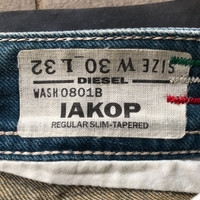 SIZE W 30 L 32
DIESEL
WASH 0801B
IAKOP
REGULAR SLIM-TAPERED